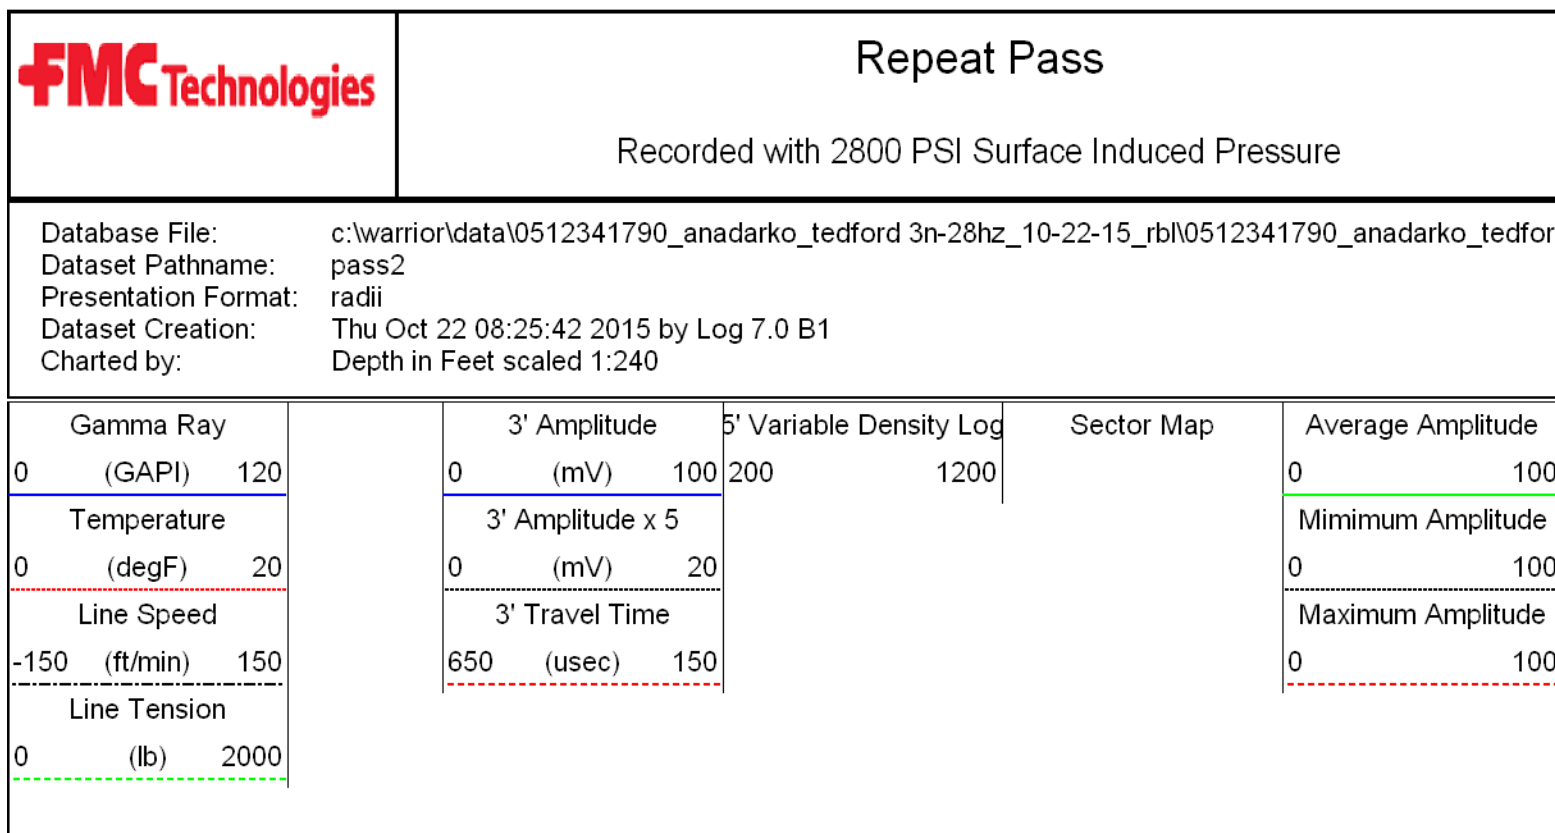 FMC Technologies
Repeat Pass
Recorded with 2800 PSI Surface Induced Pressure
Database File: c:\warrior\data\0512341790_anadarko_tedford 3n-28hz_10-22-15_rbl\0512341790_anadarko_tedfor
Dataset Pathname: pass2
Presentation Format: radii
Dataset Creation: Thu Oct 22 08:25:42 2015 by Log 7.0 B1
Charted by: Depth in Feet scaled 1:240
Gamma Ray
0 (GAPI) 120
Temperature
0 (degF) 20
Line Speed
-150 (ft/min) 150
Line Tension
0 (lb) 2000
3' Amplitude
0 (mV) 100
3' Amplitude x 5
0 (mV) 20
3' Travel Time
650 (usec) 150
5' Variable Density Log
200 1200
Sector Map
Average Amplitude
0 100
Mimimum Amplitude
0 100
Maximum Amplitude
0 100